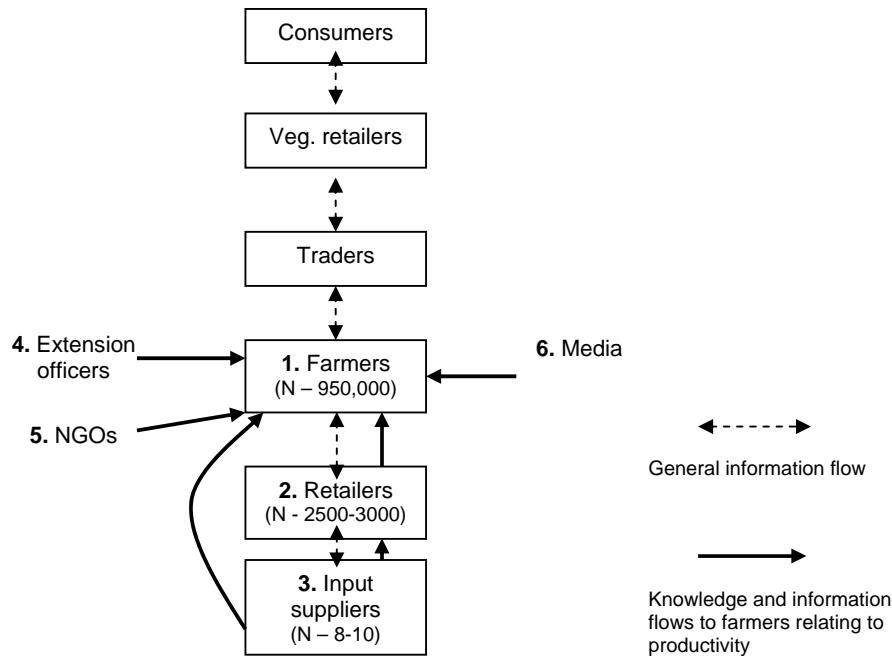 Consumers
Veg. retailers
Traders
4. Extension
officers
1. Farmers
(N – 950,000)
6. Media
5. NGOs
General information flow
2. Retailers
(N - 2500-3000)
3. Input
suppliers
(N – 8-10)
Knowledge and information
flows to farmers relating to
productivity